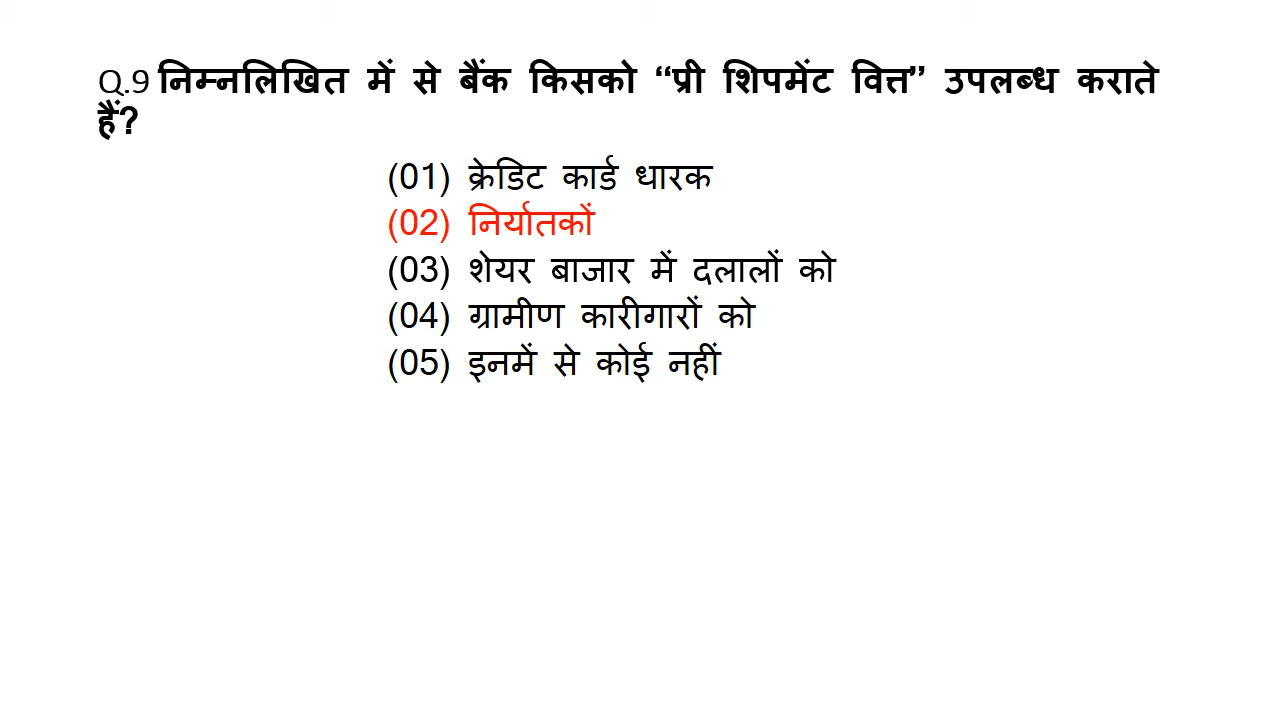 Q.9 निम्नलिखित में से बैंक किसको “प्री शिपमेंट वित्त” उपलब्ध कराते
हैं?
(01) क्रेडिट कार्ड धारक
(02) निर्यातकों
(03) शेयर बाजार में दलालों को
(04) ग्रामीण कारीगारों को
(05) इनमें से कोई नहीं